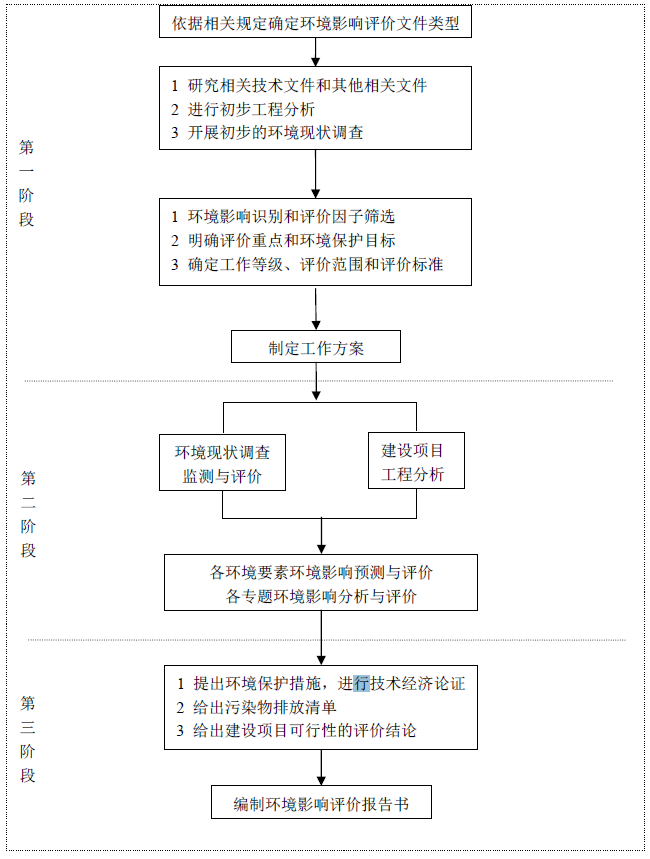 依据相关规定确定环境影响评价文件类型
1 研究相关技术文件和其他相关文件
2 进行初步工程分析
3 开展初步的环境现状调查
第一阶段
1 环境影响识别和评价因子筛选
2 明确评价重点和环境保护目标
3 确定工作等级、评价范围和评价标准
制定工作方案
环境现状调查
监测与评价
建设项目
工程分析
第二阶段
各环境要素环境影响预测与评价
各专题环境影响分析与评价
1 提出环境保护措施，进行技术经济论证
2 给出污染物排放清单
3 给出建设项目可行性的评价结论
第三阶段
编制环境影响评价报告书